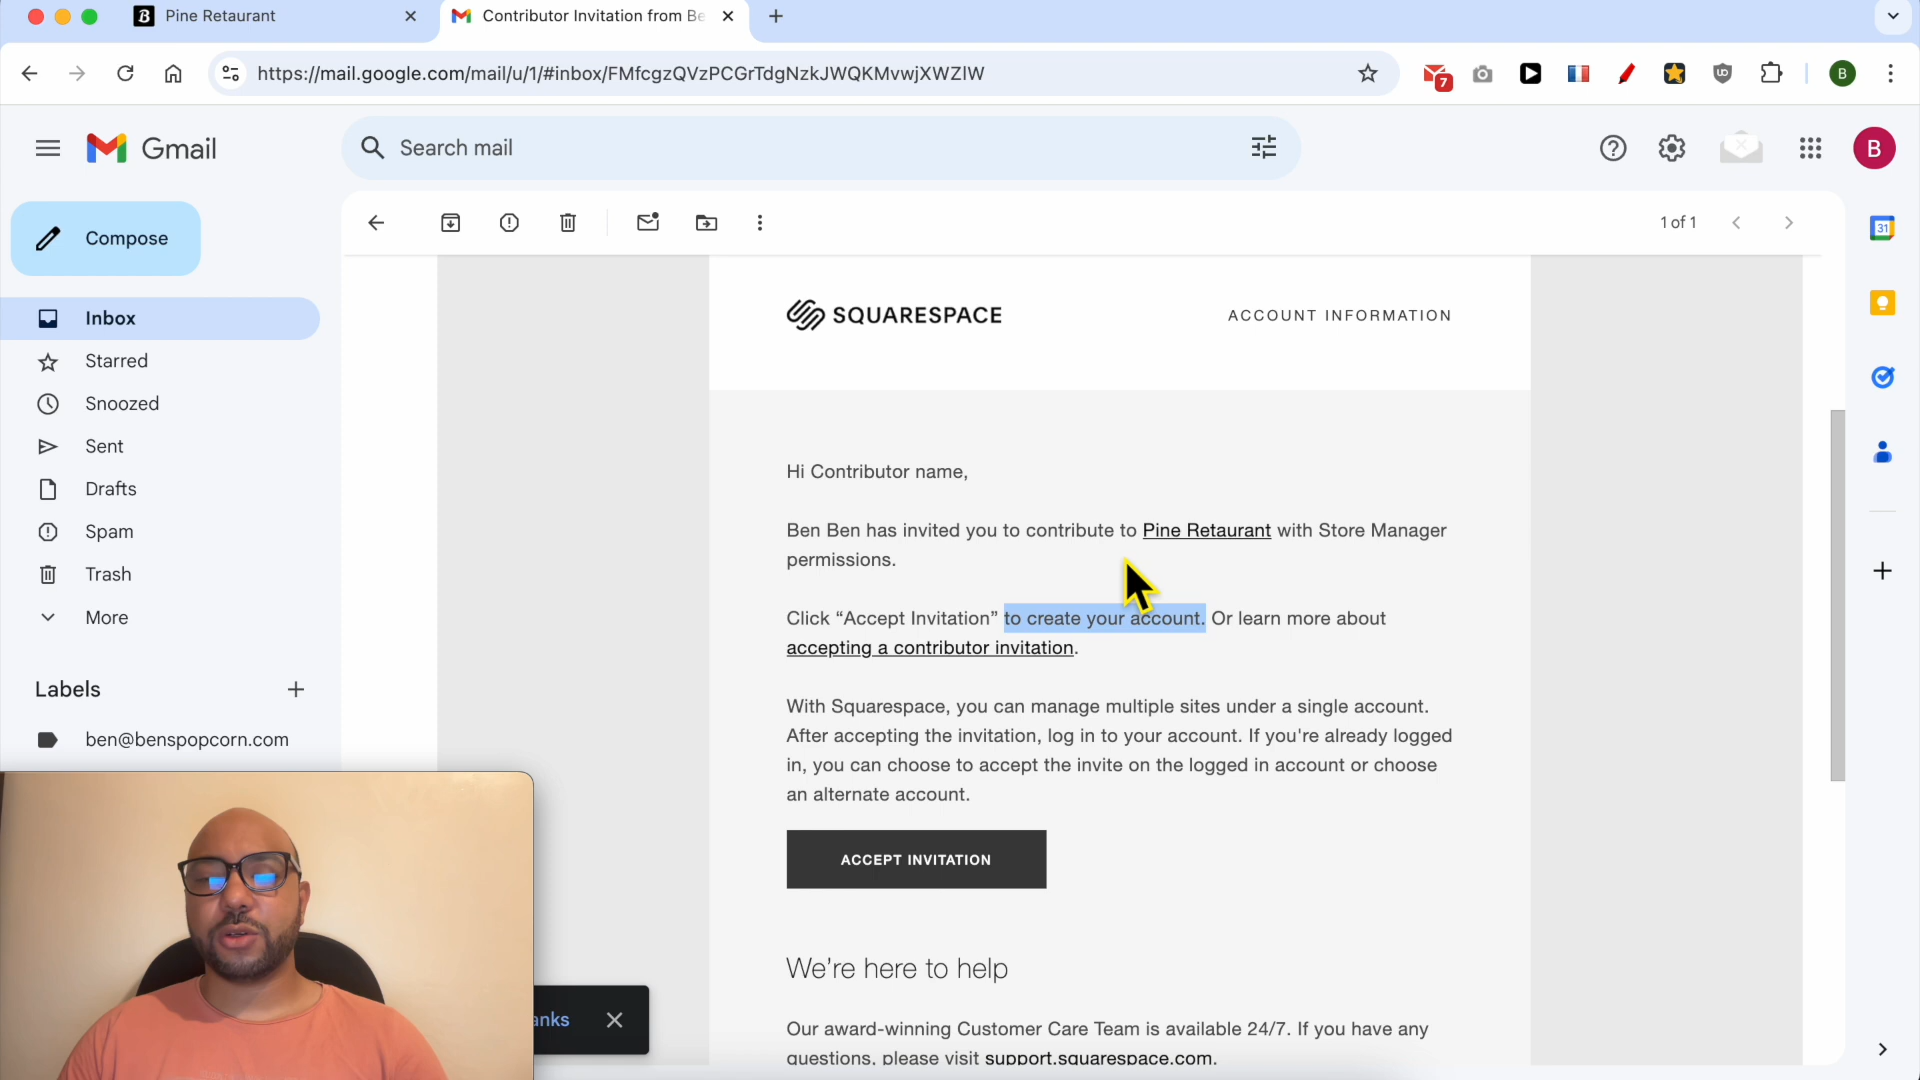 Pine Retaurant
Contributor Invitation from Be
https://mail.google.com/mail/u/1/#inbox/FMfcgzQVzPCGrTdgNzkJWQKMvwjXWZlW
7
B
Gmail
Search mail
B
Compose
1 of 1
31
Inbox
Starred
Snoozed
Sent
Drafts
Spam
Trash
More
Labels
ben@benspopcorn.com
SQUARESPACE
ACCOUNT INFORMATION
Hi Contributor name,
Ben Ben has invited you to contribute to Pine Retaurant with Store Manager
permissions.
Click “Accept Invitation” to create your account. Or learn more about
accepting a contributor invitation.
With Squarespace, you can manage multiple sites under a single account.
After accepting the invitation, log in to your account. If you're already logged
in, you can choose to accept the invite on the logged in account or choose
an alternate account.
ACCEPT INVITATION
We’re here to help
anks
Our award-winning Customer Care Team is available 24/7. If you have any
questions, please visit support.squarespace.com.